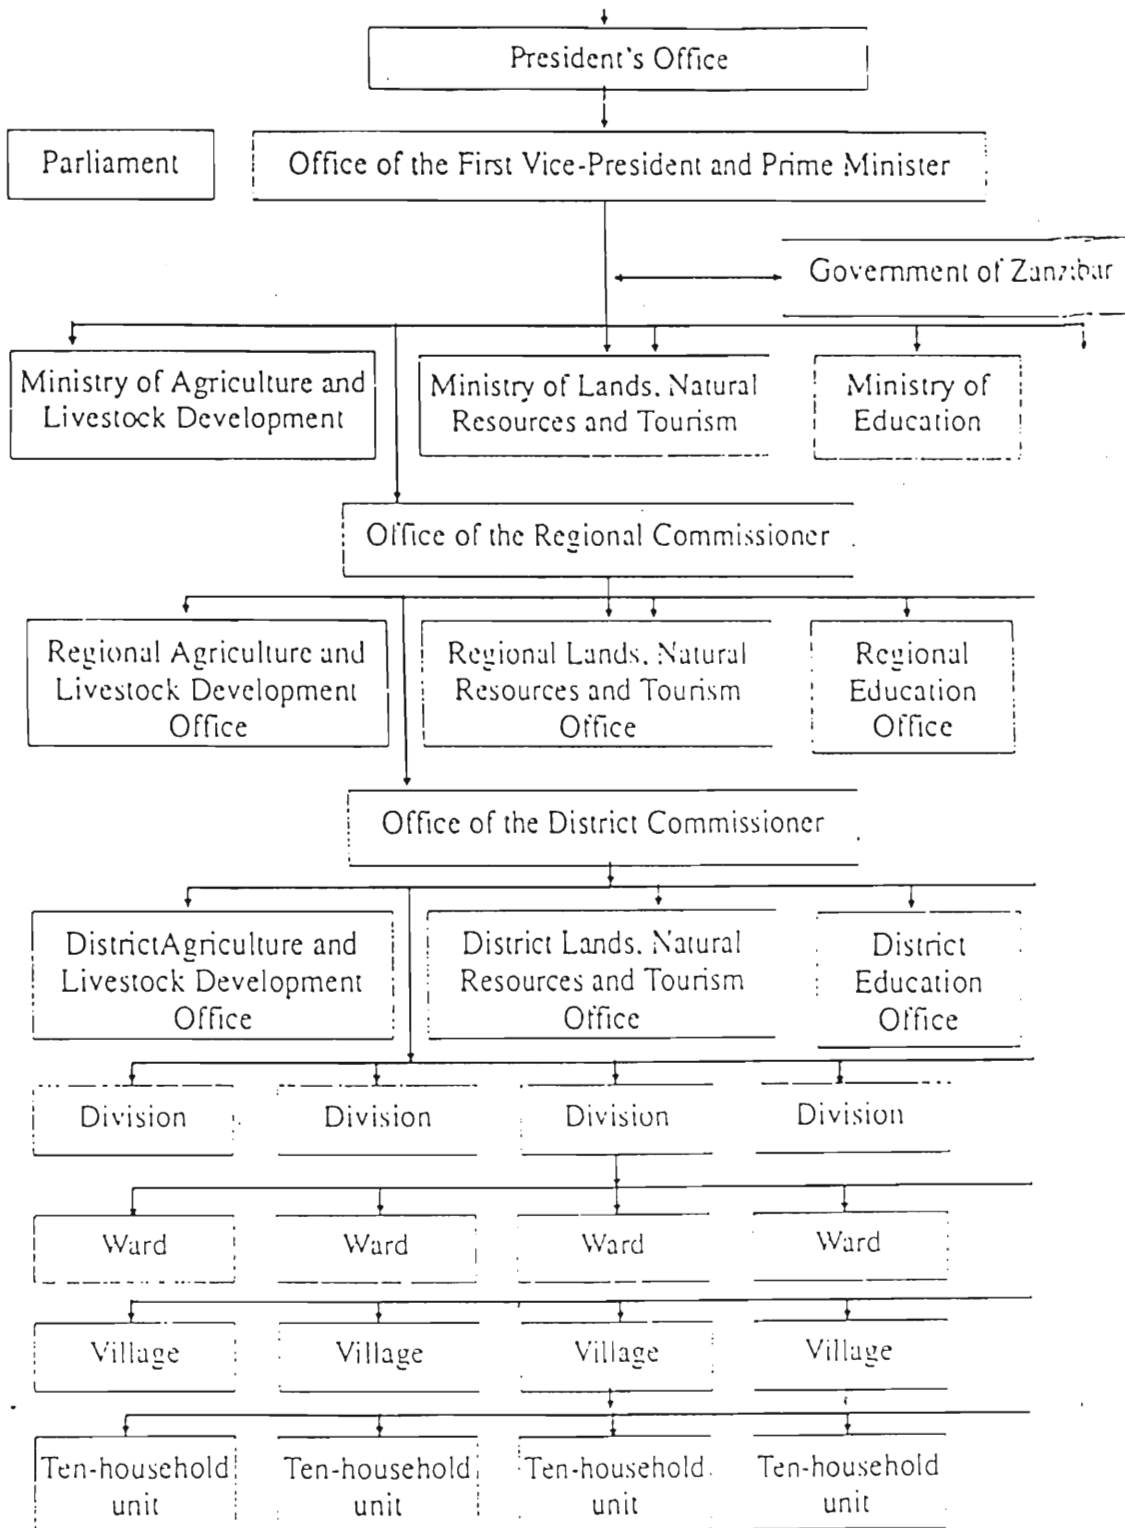 President's Office
Parliament
Office of the First Vice-President and Prime Minister
Government of Zanzibar
Ministry of Agriculture and
Livestock Development
Ministry of Lands, Natural
Resources and Tourism
Ministry of
Education
Office of the Regional Commissioner
Regional Agriculture and
Livestock Development
Office
Regional Lands, Natural
Resources and Tourism
Office
Regional
Education
Office
Office of the District Commissioner
DistrictAgriculture and
Livestock Development
Office
District Lands, Natural
Resources and Tourism
Office
District
Education
Office
Division
Division
Division
Division
Ward
Ward
Ward
Ward
Village
Village
Village
Village
Ten-household
unit
Ten-household
unit
Ten-household
unit
Ten-household
unit